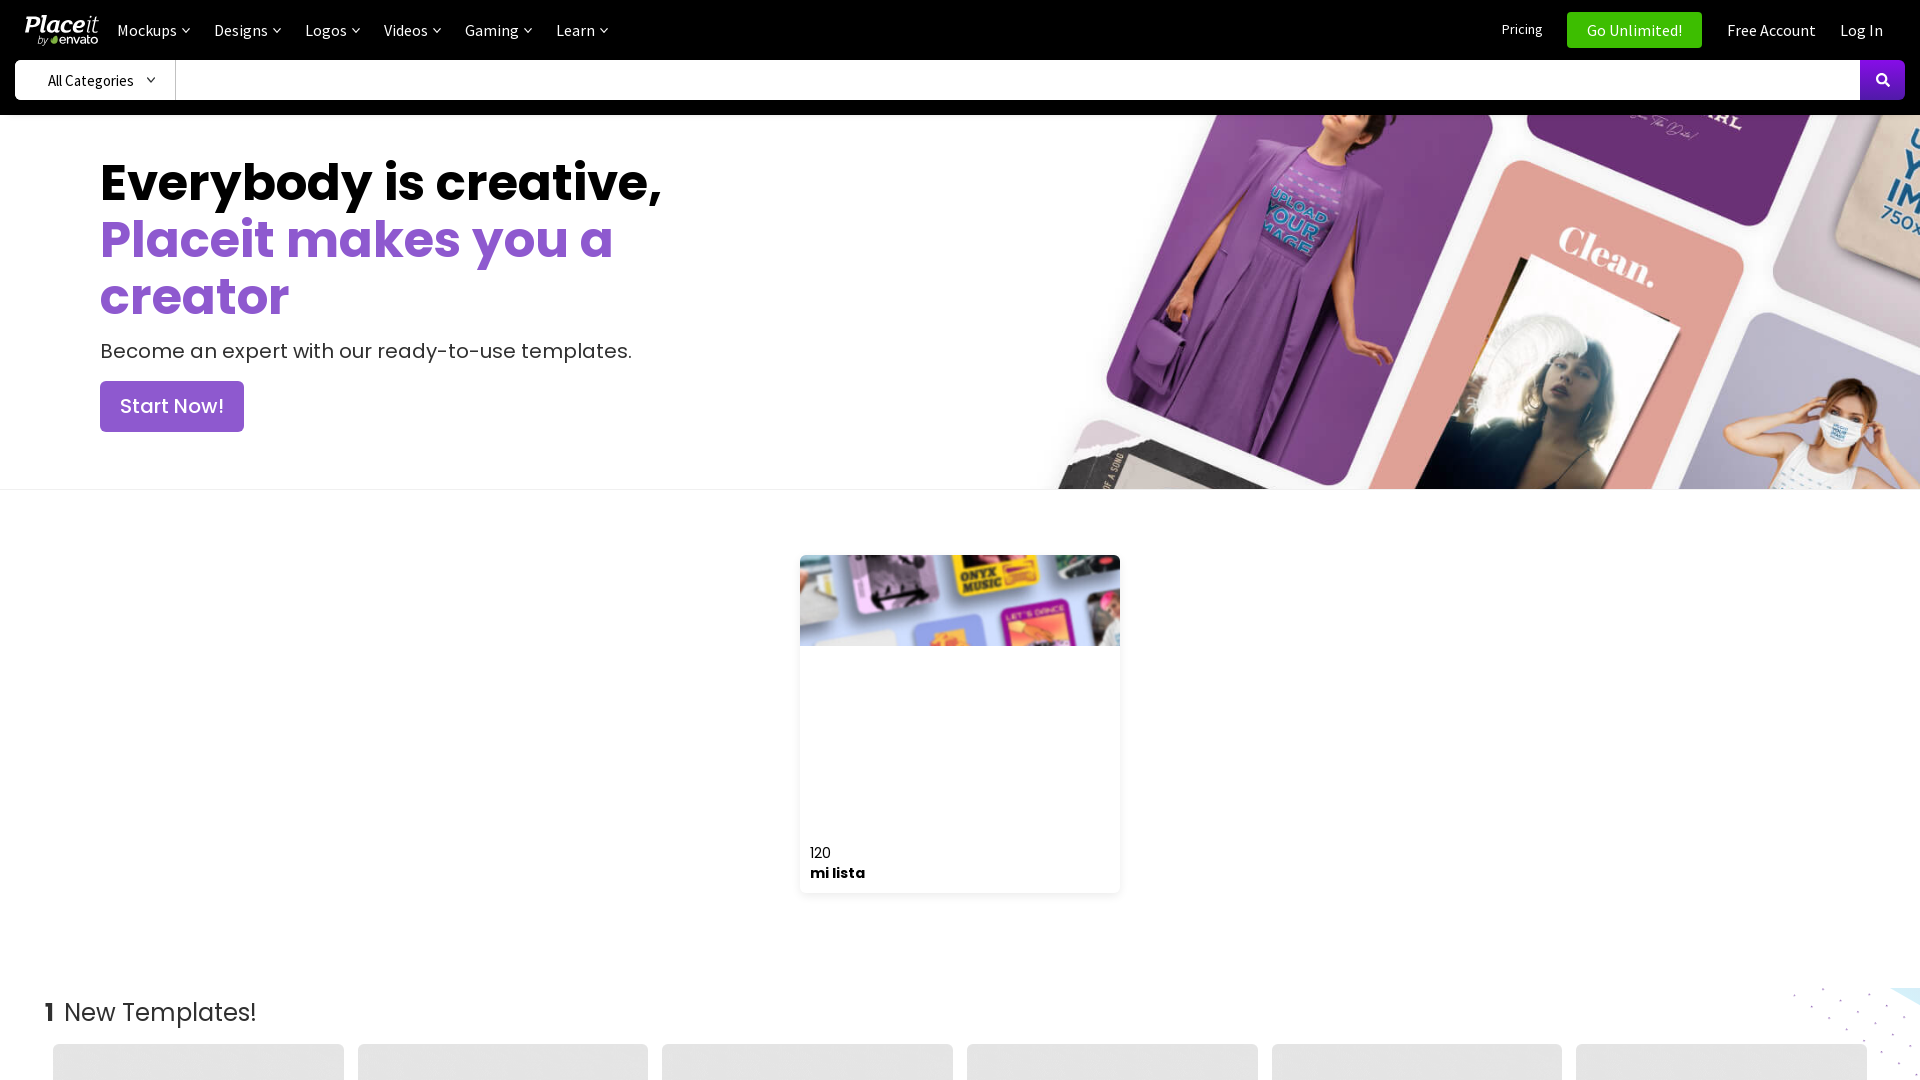 Placeit
by envato
Mockups
Designs
Logos
Videos
Gaming
Learn
Pricing
Go Unlimited!
Free Account
Log In
All Categories
Everybody is creative,
Placeit makes you a
creator
Become an expert with our ready-to-use templates.
Start Now!
UPLOAD
YOUR
IMAGE
Clean.
OF A SONG
ONYX
MUSIC
LET'S DANCE
120
mi lista
1 New Templates!